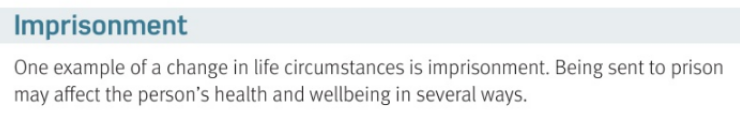 Imprisonment
One example of a change in life circumstances is imprisonment. Being sent to prison
may affect the person's health and wellbeing in several ways.